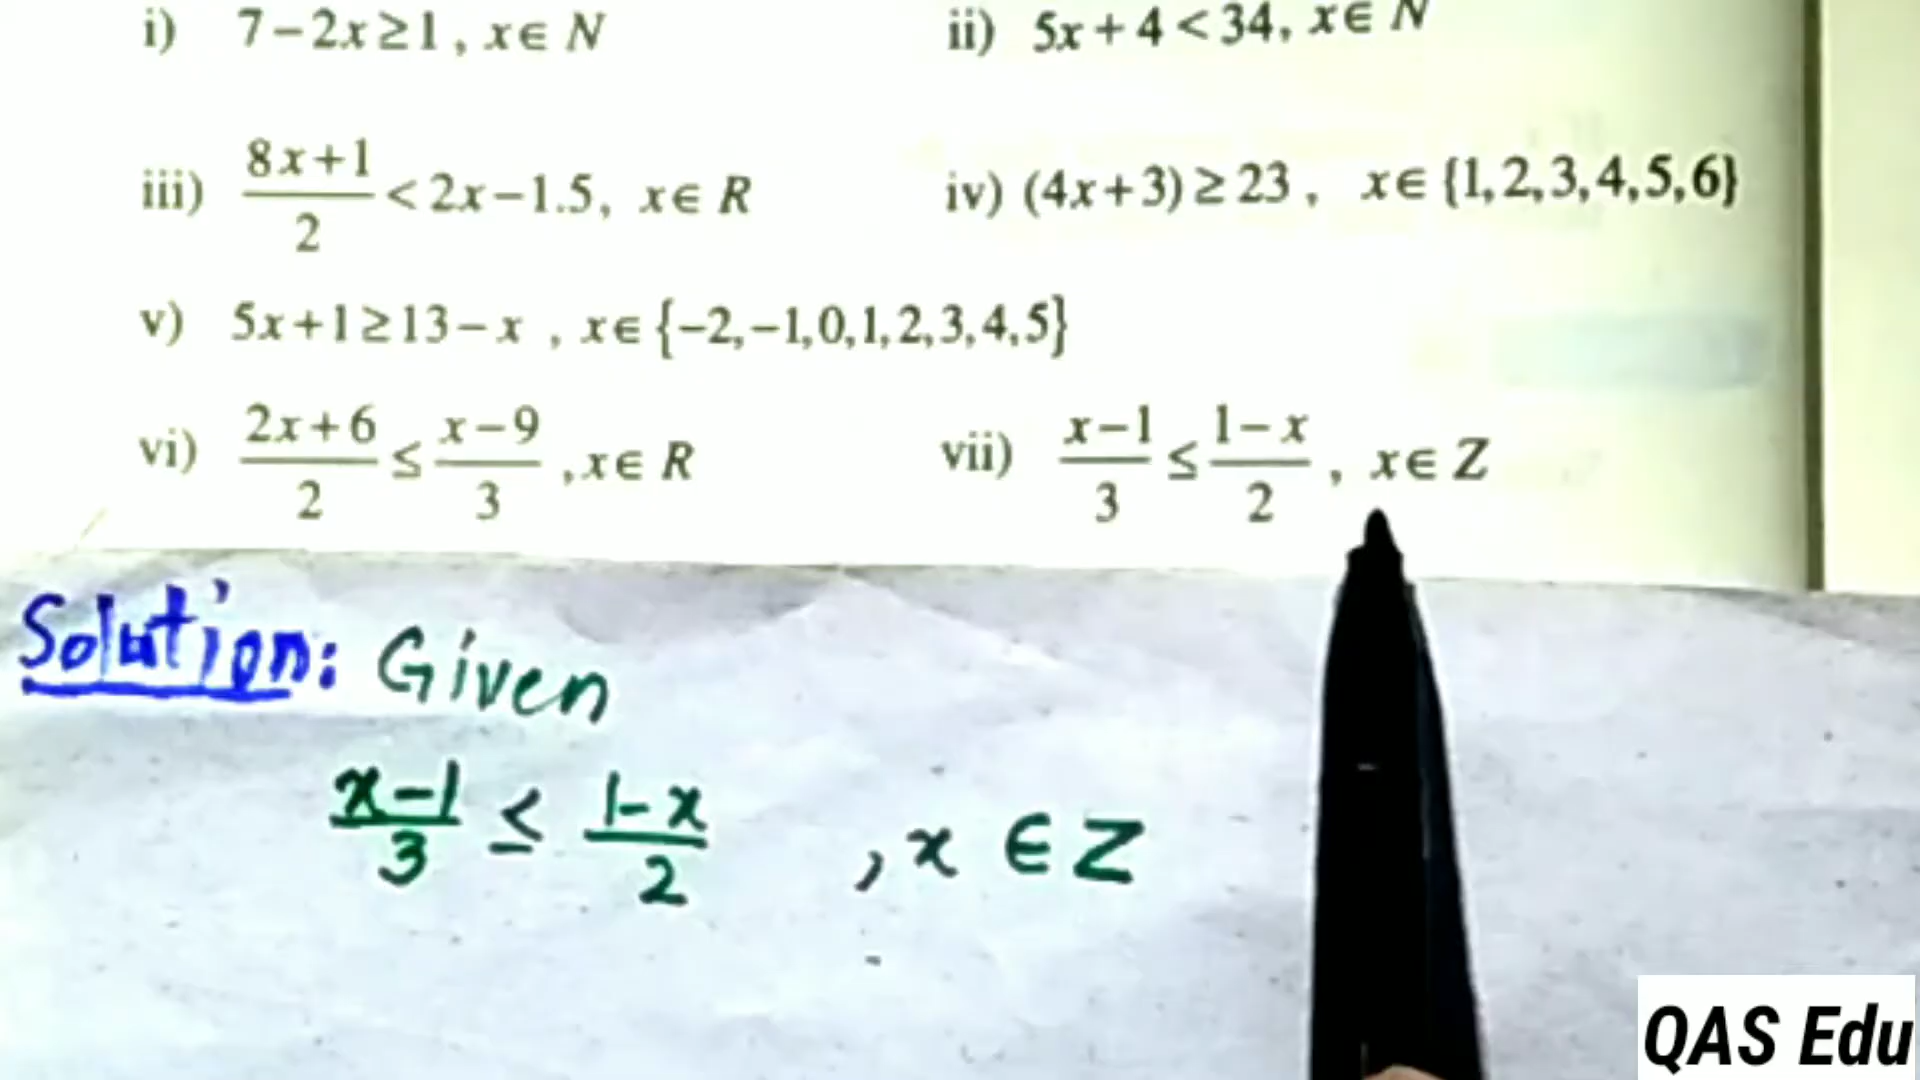 i) 7-2x≥1, x∈ N ii) 5x+4<34, x∈ N
iii) (8x+1)/2 <2x-1.5, x∈ R iv) (4x+3)≥23, x∈ {1,2,3,4,5,6}
v) 5x+1≥13-x , x∈ {-2,-1,0,1,2,3,4,5}
vi) (2x+6)/2 ≤ (x-9)/3 ,x∈ R vii) (x-1)/3 ≤ (1-x)/2 , x∈ Z
Solution: Given
(x-1)/3 ≤ (1-x)/2 , x ∈ Z
QAS Edu